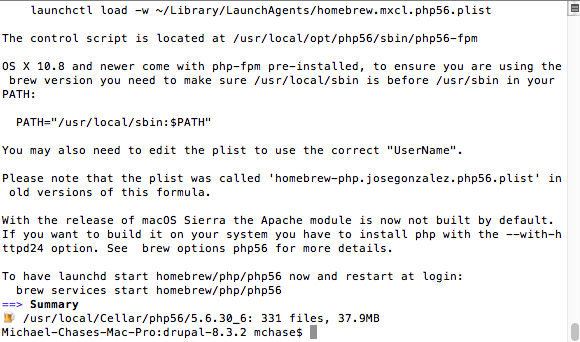 launchctl load -w ~/Library/LaunchAgents/homebrew.mxcl.php56.plist
The control script is located at /usr/local/opt/php56/sbin/php56-fpm
OS X 10.8 and newer come with php-fpm pre-installed, to ensure you are using the
brew version you need to make sure /usr/local/sbin is before /usr/sbin in your
PATH:
PATH="/usr/local/sbin:$PATH"
You may also need to edit the plist to use the correct "UserName".
Please note that the plist was called 'homebrew-php.josegonzalez.php56.plist' in
old versions of this formula.
With the release of macOS Sierra the Apache module is now not built by default.
If you want to build it on your system you have to install php with the --with-h
ttpd24 option. See  brew options php56 for more details.
To have launchd start homebrew/php/php56 now and restart at login:
brew services start homebrew/php/php56
==> Summary
🍺 /usr/local/Cellar/php56/5.6.30_6: 331 files, 37.9MB
Michael-Chases-Mac-Pro:drupal-8.3.2 mchase$